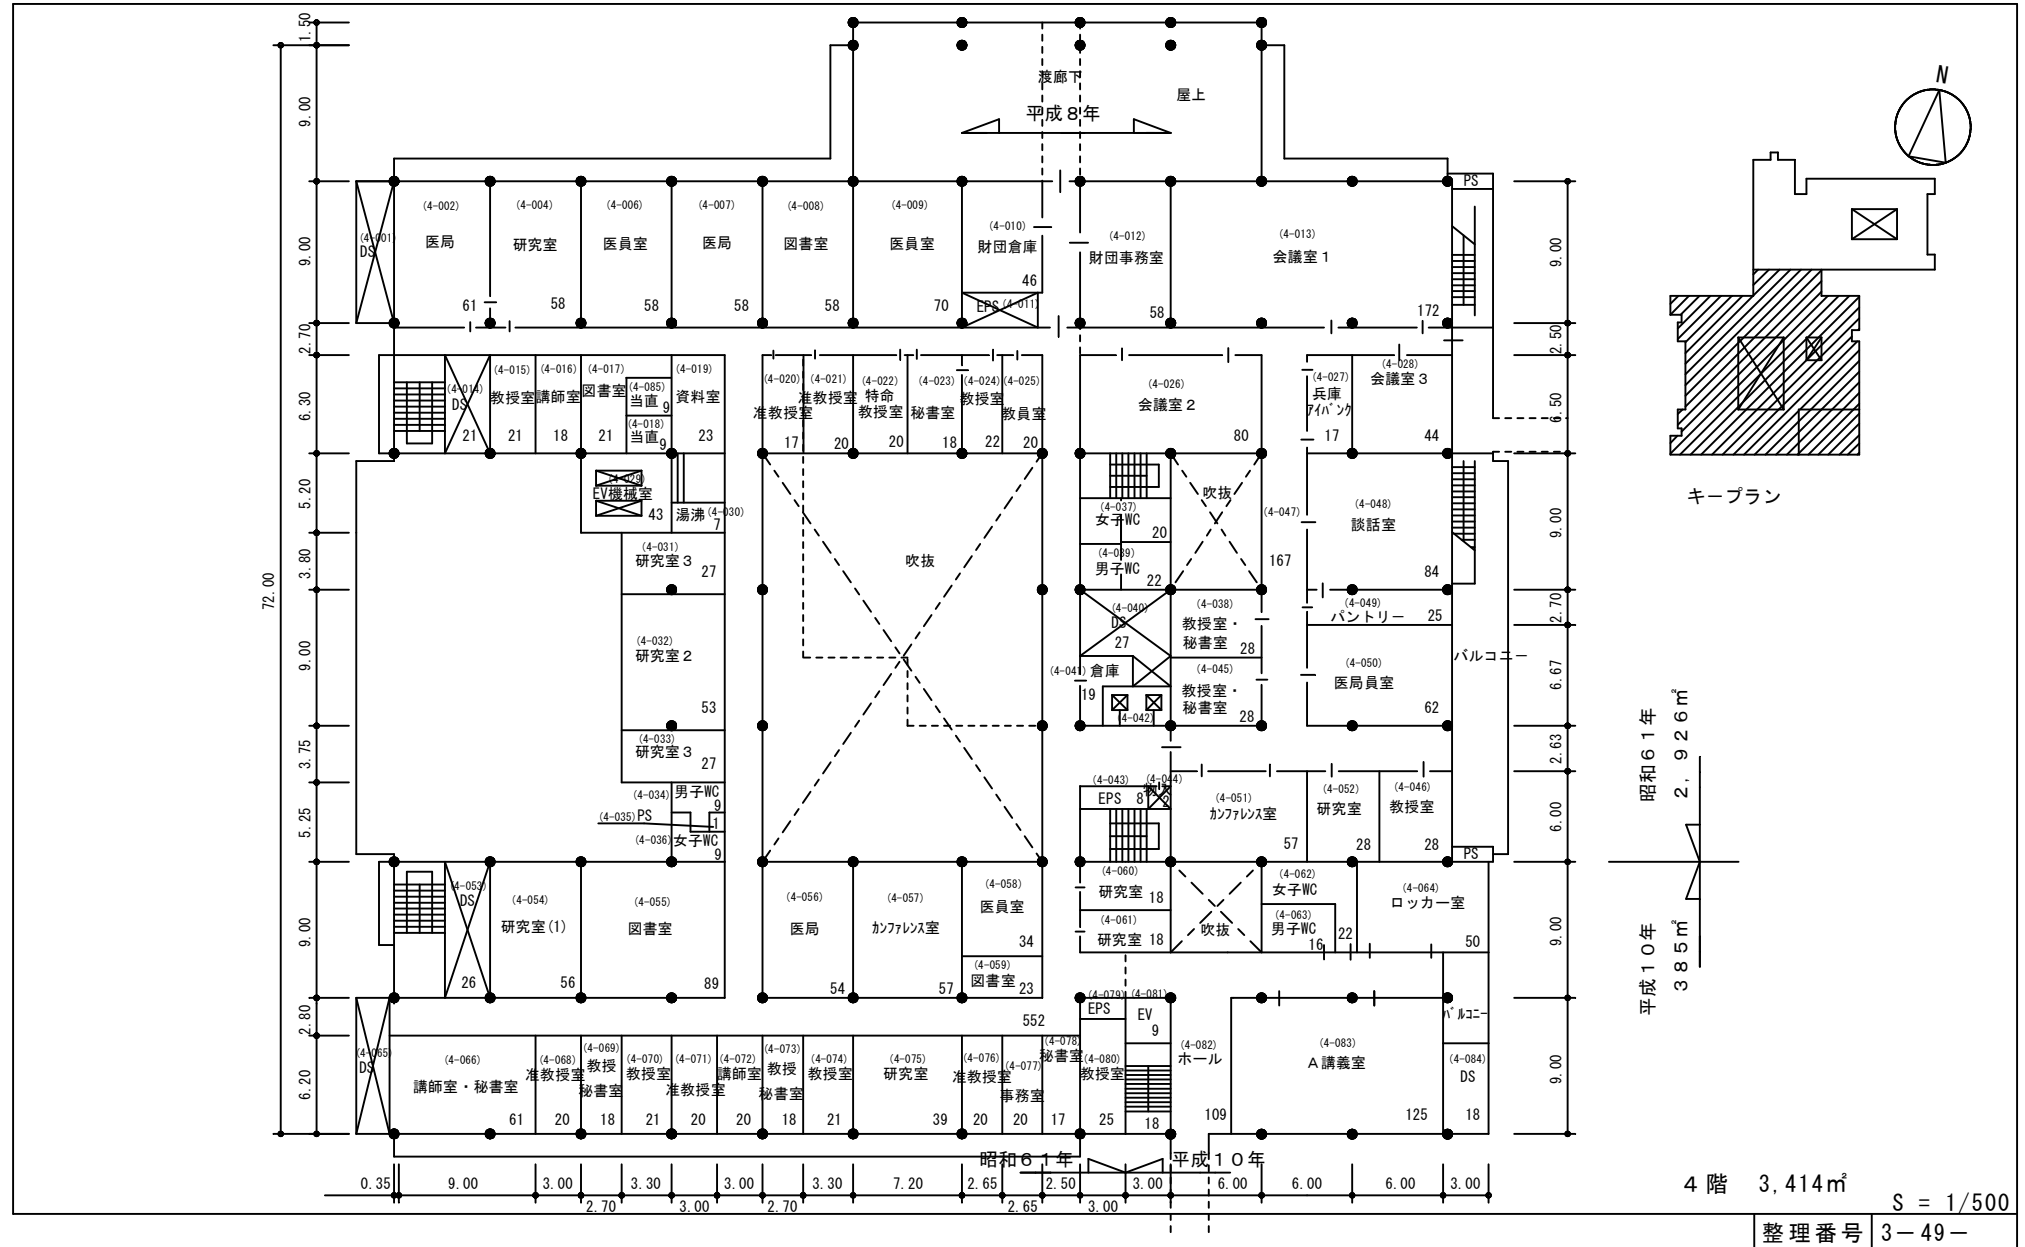 1.50
9.00
72.00
渡廊下
屋上
平成８年
N
キープラン
PS
(4-001)
DS
(4-002)
医局
61
(4-004)
研究室
58
(4-006)
医員室
58
(4-007)
医局
58
(4-008)
図書室
58
(4-009)
医員室
70
(4-010)
財団倉庫
46
EPS (4-011)
(4-012)
財団事務室
58
(4-013)
会議室１
172
9.00
9.00
2.70
2.50
(4-014)
DS
21
(4-015)
教授室
21
(4-016)
講師室
18
(4-017)
図書室
21
(4-085)
当直
9
(4-018)
当直
9
(4-019)
資料室
23
(4-020)
准教授室
17
(4-021)
准教授室
20
(4-022)
特命
教授室
20
(4-023)
秘書室
18
(4-024)
教授室
22
(4-025)
教員室
20
(4-026)
会議室２
80
(4-027)
兵庫
ｱｲﾊﾞﾝｸ
17
(4-028)
会議室３
44
6.30
6.50
(4-029)
EV機械室
43
湯沸 (4-030)
7
5.20
(4-031)
研究室３
27
3.80
(4-032)
研究室２
53
9.00
(4-033)
研究室３
27
3.75
(4-034)
男子WC
9
(4-035) PS
1
(4-036) 女子WC
9
5.25
吹抜
(4-037)
女子WC
20
(4-039)
男子WC
22
吹抜
(4-047)
167
(4-048)
談話室
84
9.00
(4-040)
DS
27
(4-038)
教授室・
秘書室
28
(4-049)
パントリー
25
2.70
バルコニー
(4-041) 倉庫
19
(4-042)
(4-045)
教授室・
秘書室
28
(4-050)
医局員室
62
6.67
2.63
(4-043)
EPS 8
(4-044)
2
(4-051)
ｶﾝﾌｧﾚﾝｽ室
57
(4-052)
研究室
28
(4-046)
教授室
28
6.00
PS
昭和６１年
２，９２６㎡
平成１０年
３８５㎡
(4-053)
DS
26
(4-054)
研究室(1)
56
(4-055)
図書室
89
(4-056)
医局
54
(4-057)
ｶﾝﾌｧﾚﾝｽ室
57
(4-058)
医員室
34
(4-059)
図書室
23
(4-060)
研究室
18
(4-061)
研究室 18
吹抜
(4-062)
女子WC
22
(4-063)
男子WC
16
(4-064)
ロッカー室
50
9.00
9.00
2.80
552
(4-079)
EPS
(4-081)
EV
9
ﾊﾞﾙｺﾆｰ
(4-065)
DS
(4-066)
講師室・秘書室
61
(4-068)
准教授室
20
(4-069)
教授
秘書室
18
(4-070)
教授室
21
(4-071)
准教授室
20
(4-072)
講師室
20
(4-073)
教授
秘書室
18
(4-074)
教授室
21
(4-075)
研究室
39
(4-076)
准教授室
20
(4-077)
事務室
20
(4-078)
秘書室
17
(4-080)
教授室
25
18
(4-082)
ホール
109
(4-083)
Ａ講義室
125
(4-084)
DS
18
6.20
9.00
昭和６１年
平成１０年
0.35 9.00 3.00 3.30 3.00 3.30 7.20 2.65 2.50 3.00 6.00 6.00 6.00 3.00
2.70 3.00 2.70 2.65 3.00
４階 3,414㎡
S = 1/500
整理番号 3－49－